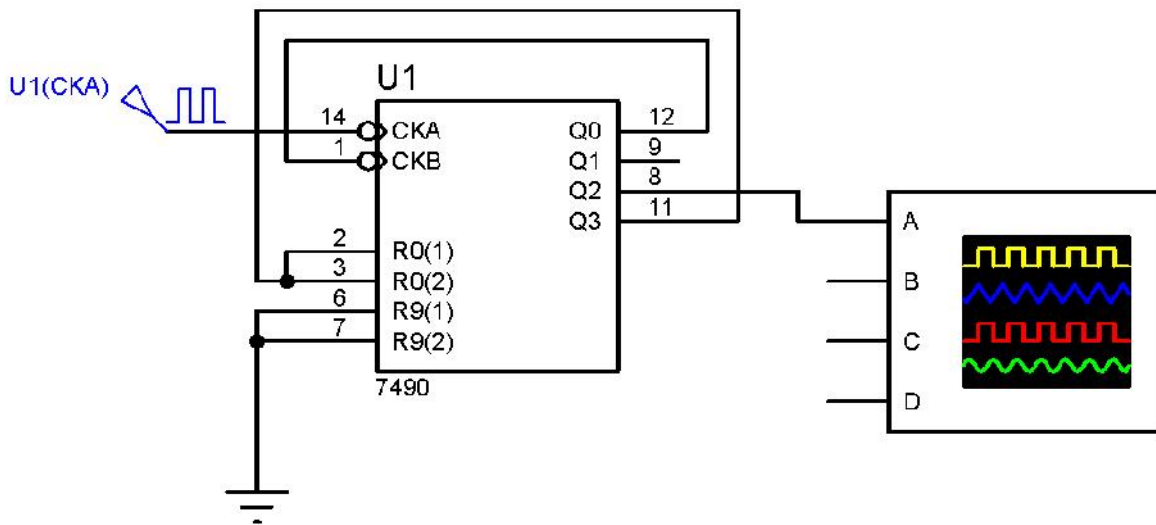 U1(CKA)
U1
14 CKA Q0 12
1 CKB Q1 9
Q2 8
Q3 11
2 R0(1)
3 R0(2)
6 R9(1)
7 R9(2)
7490
A
B
C
D